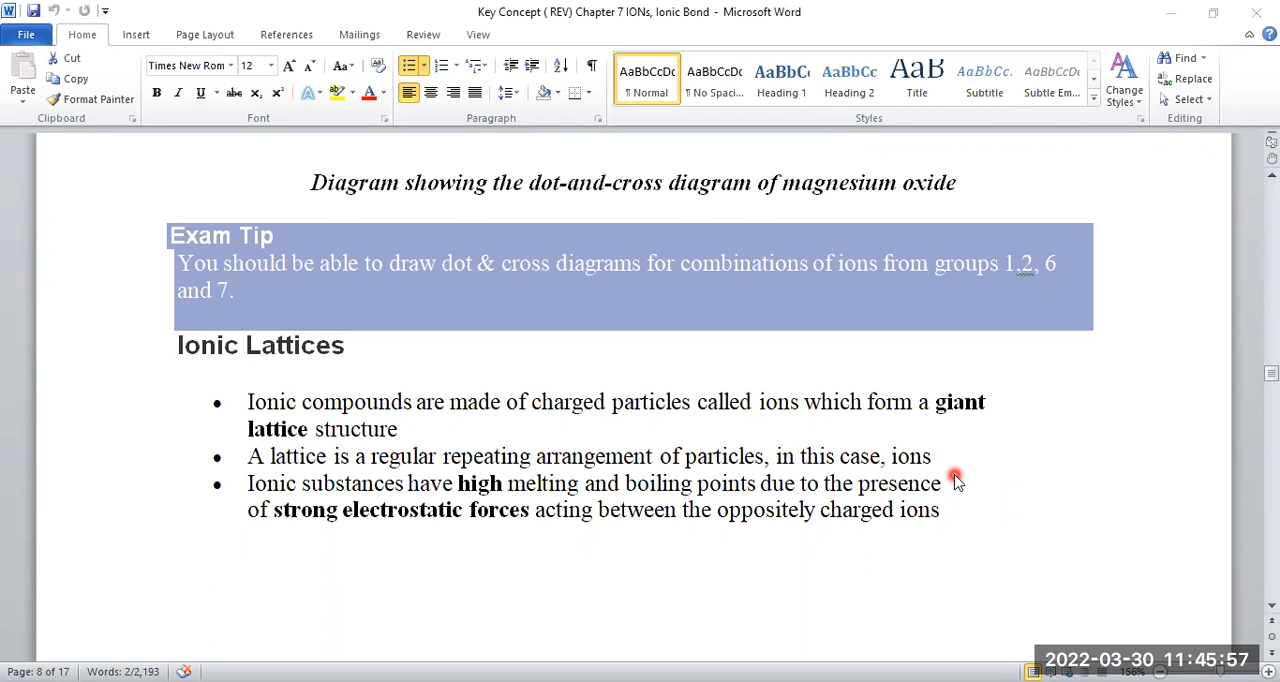 Key Concept ( REV) Chapter 7 IONs, Ionic Bond - Microsoft Word
File Home Insert Page Layout References Mailings Review View
Cut
Copy
Format Painter
Paste
Clipboard
Times New Rom 12
Font
Paragraph
AaBbCcDc AaBbCcDc AaBbC AaBbCc AaB AaBbCc. AaBbCcDc
¶ Normal ¶ No Spaci... Heading 1 Heading 2 Title Subtitle Subtle Em...
Change
Styles
Styles
Find
Replace
Select
Editing
Diagram showing the dot-and-cross diagram of magnesium oxide
Exam Tip
You should be able to draw dot & cross diagrams for combinations of ions from groups 1,2, 6
and 7.
Ionic Lattices
• Ionic compounds are made of charged particles called ions which form a giant
lattice structure
• A lattice is a regular repeating arrangement of particles, in this case, ions
• Ionic substances have high melting and boiling points due to the presence
of strong electrostatic forces acting between the oppositely charged ions
Page: 8 of 17 Words: 2/2,193
156%
2022-03-30 11:45:57